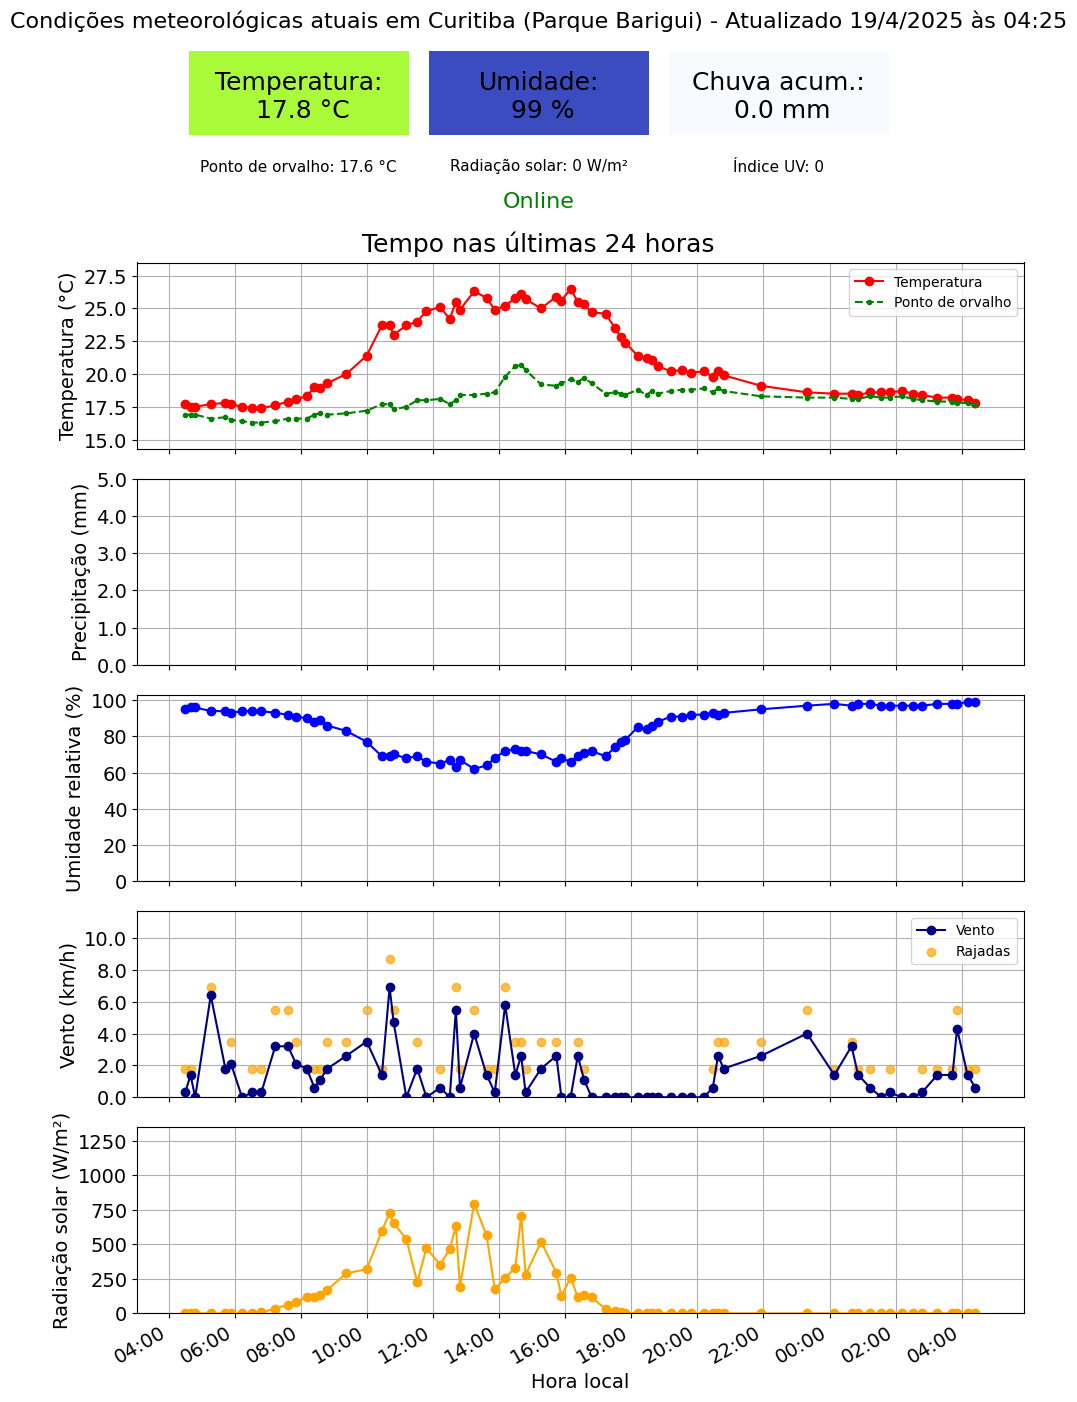 Condições meteorológicas atuais em Curitiba (Parque Barigui) - Atualizado 19/4/2025 às 04:25
Temperatura:
17.8 °C
Umidade:
99 %
Chuva acum.:
0.0 mm
Ponto de orvalho: 17.6 °C
Radiação solar: 0 W/m²
Índice UV: 0
Online
Tempo nas últimas 24 horas
Temperatura (°C)
27.5
25.0
22.5
20.0
17.5
15.0
Temperatura
Ponto de orvalho
Precipitação (mm)
5.0
4.0
3.0
2.0
1.0
0.0
Umidade relativa (%)
100
80
60
40
20
0
Vento (km/h)
10.0
8.0
6.0
4.0
2.0
0.0
Vento
Rajadas
Radiação solar (W/m²)
1250
1000
750
500
250
0
04:00 06:00 08:00 10:00 12:00 14:00 16:00 18:00 20:00 22:00 00:00 02:00 04:00
Hora local